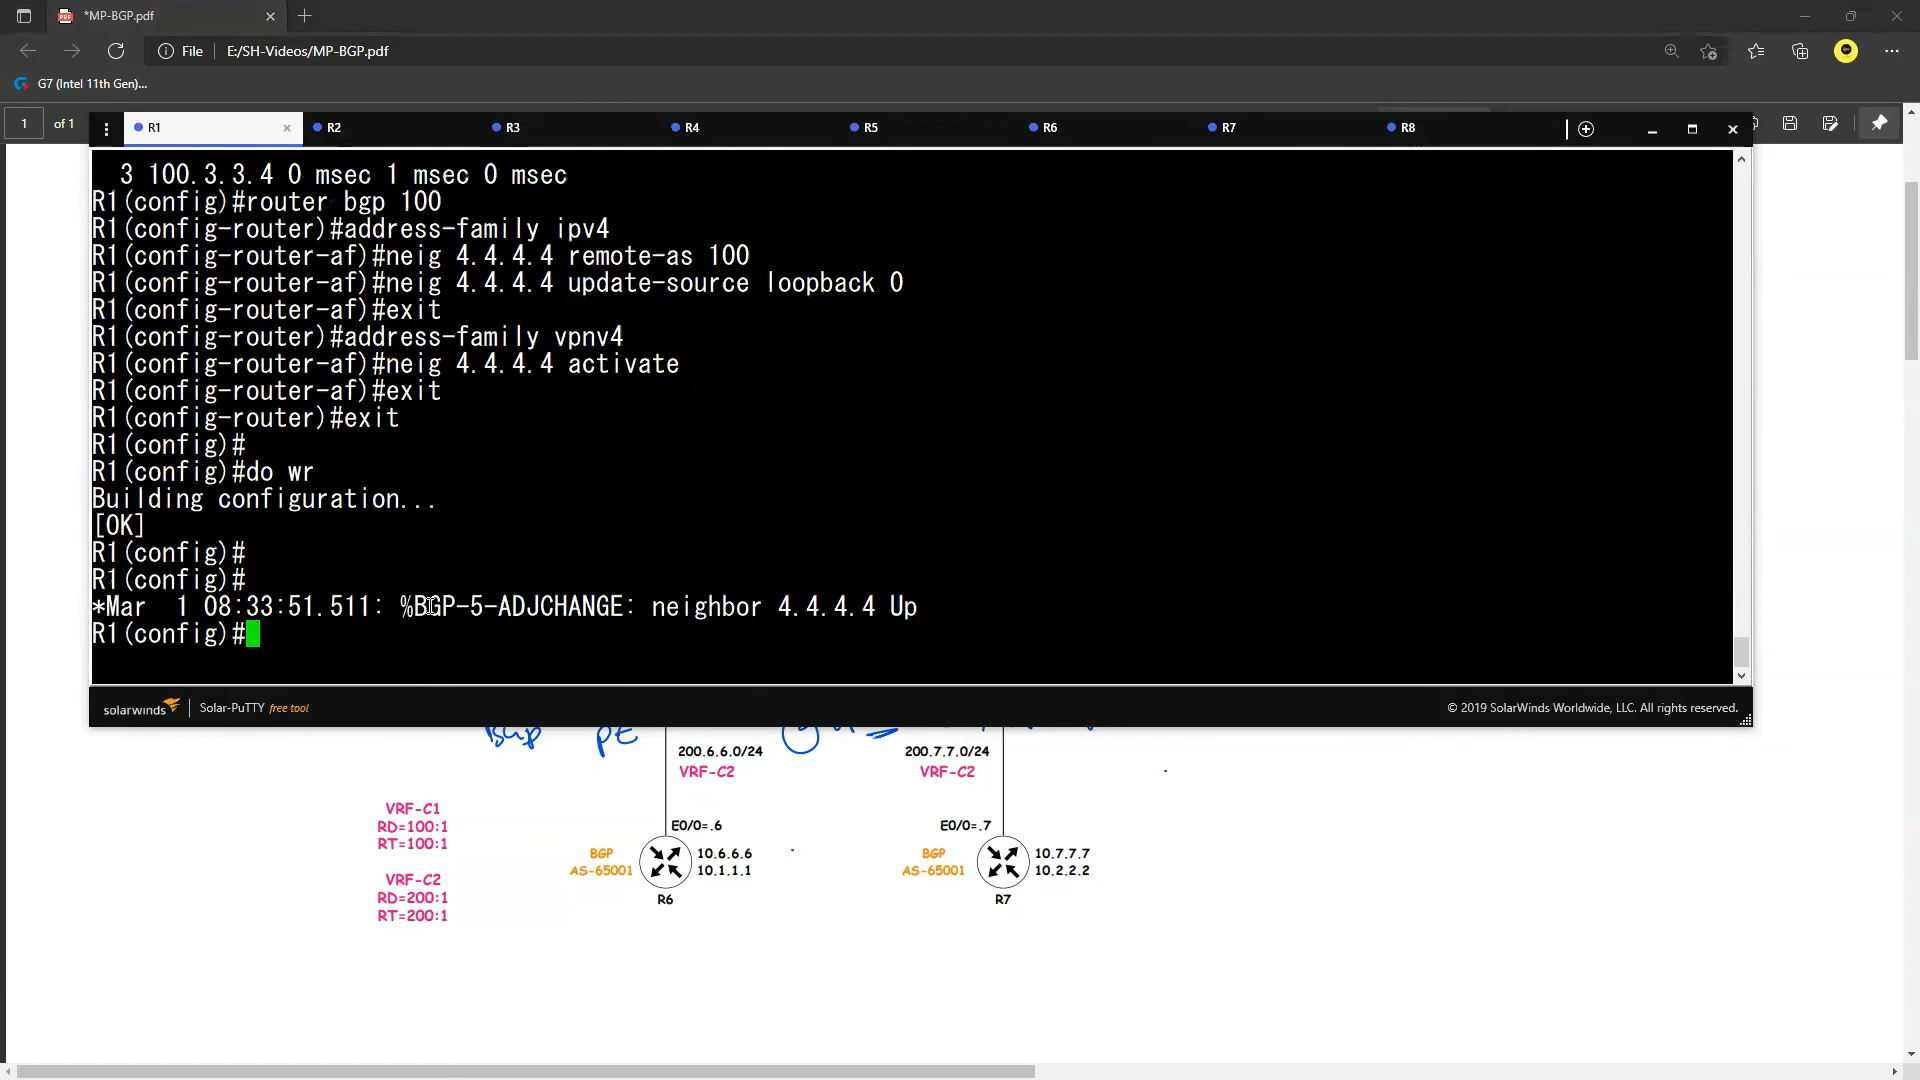 *MP-BGP.pdf
File E:/SH-Videos/MP-BGP.pdf
G7 (Intel 11th Gen)...
1 of 1
R1 R2 R3 R4 R5 R6 R7 R8
3 100.3.3.4 0 msec 1 msec 0 msec
R1(config)#router bgp 100
R1(config-router)#address-family ipv4
R1(config-router-af)#neig 4.4.4.4 remote-as 100
R1(config-router-af)#neig 4.4.4.4 update-source loopback 0
R1(config-router-af)#exit
R1(config-router)#address-family vpnv4
R1(config-router-af)#neig 4.4.4.4 activate
R1(config-router-af)#exit
R1(config-router)#exit
R1(config)#
R1(config)#do wr
Building configuration...
[OK]
R1(config)#
R1(config)#
*Mar  1 08:33:51.511: %BGP-5-ADJCHANGE: neighbor 4.4.4.4 Up
R1(config)#
solarwinds Solar-PuTTY free tool © 2019 SolarWinds Worldwide, LLC. All rights reserved.
BGP PE
200.6.6.0/24 200.7.7.0/24
VRF-C2 VRF-C2
VRF-C1
RD=100:1
RT=100:1
VRF-C2
RD=200:1
RT=200:1
E0/0=.6 E0/0=.7
BGP 10.6.6.6 BGP 10.7.7.7
AS-65001 10.1.1.1 AS-65001 10.2.2.2
R6 R7